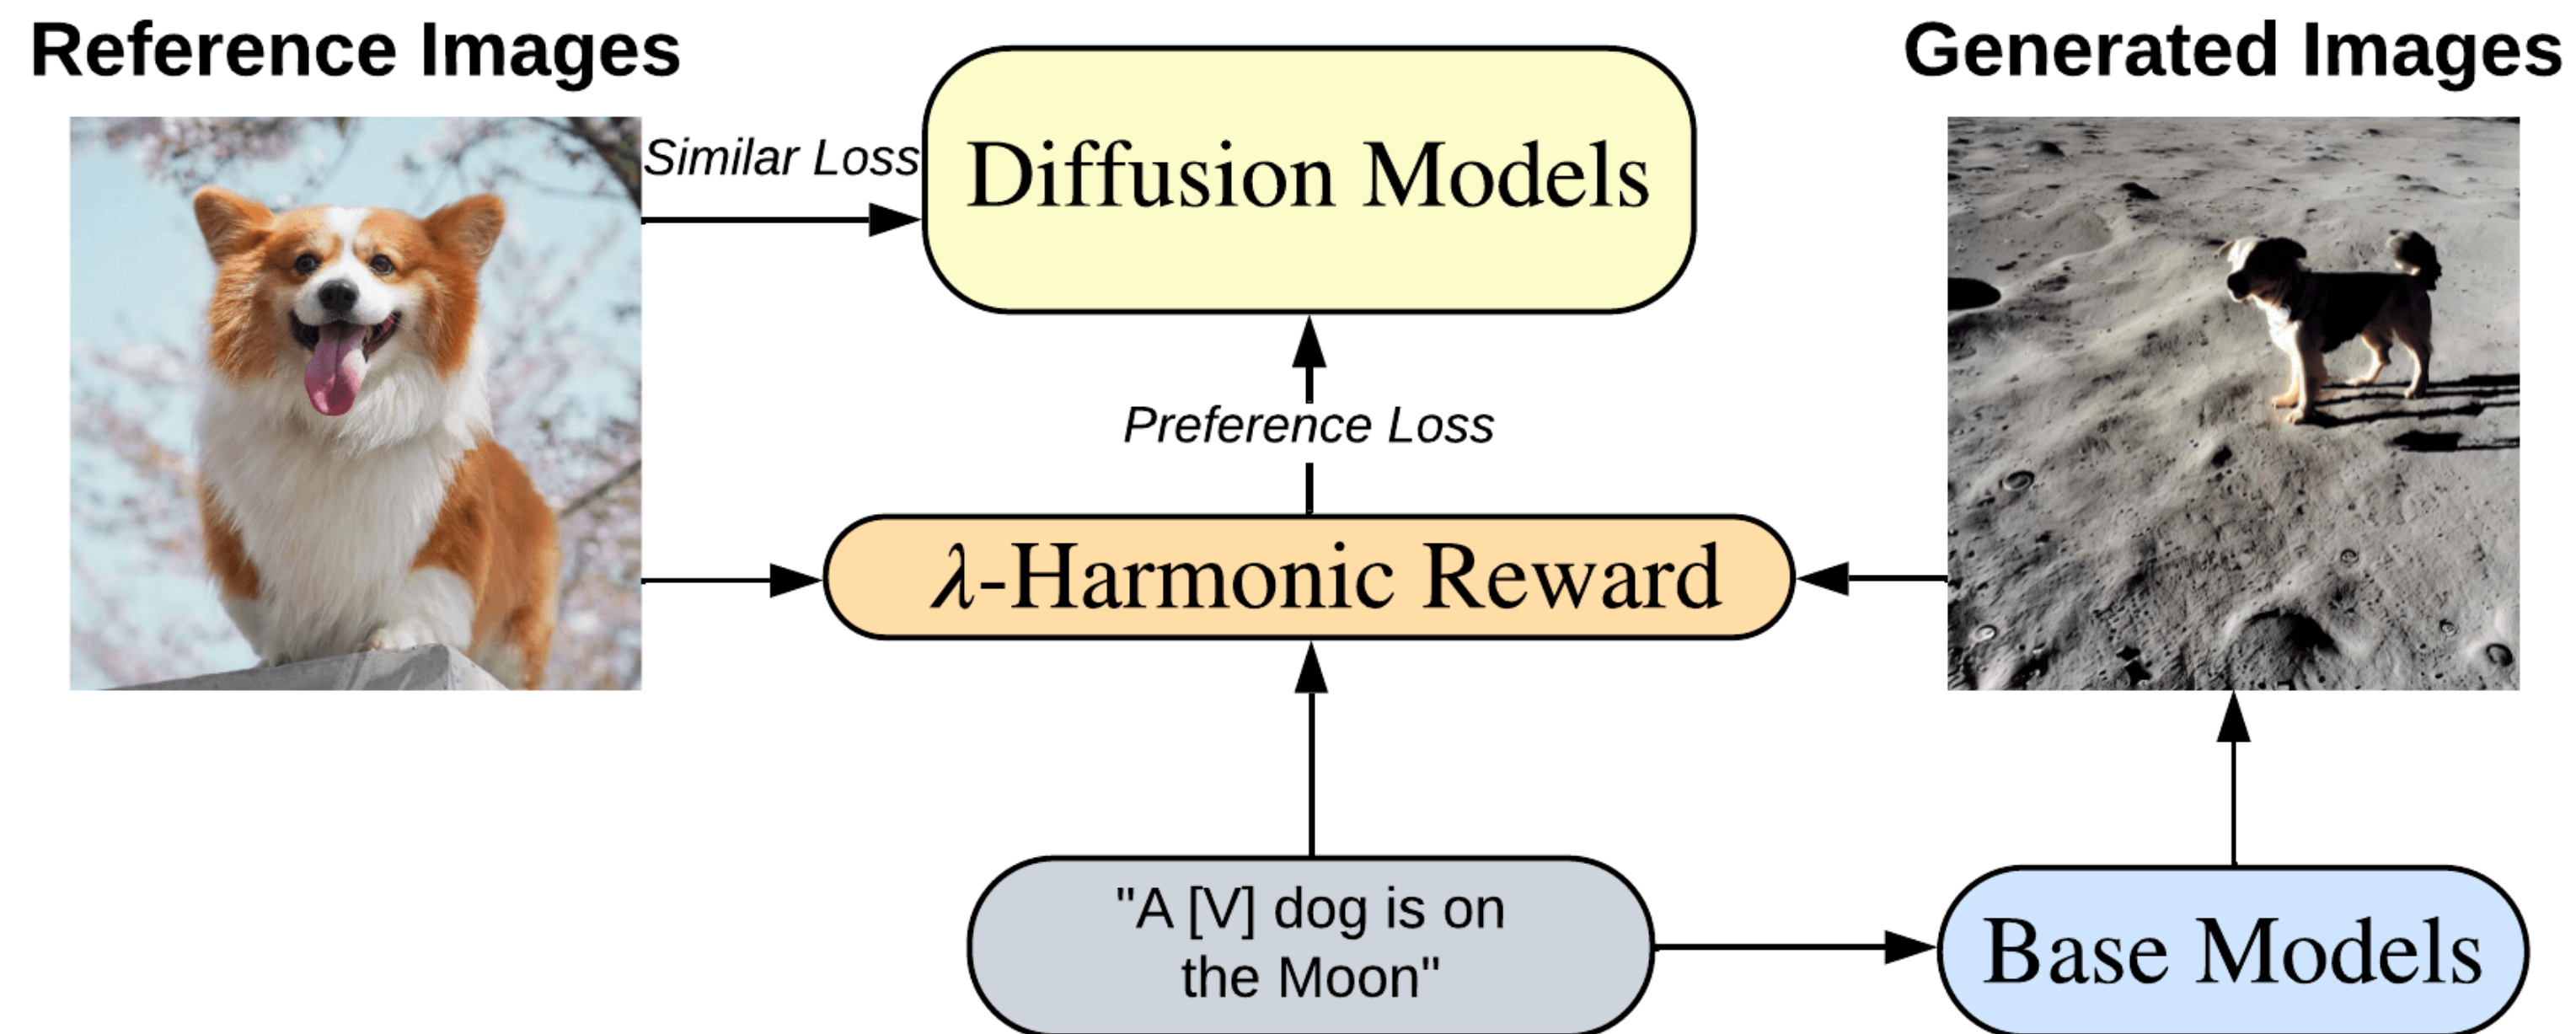 Reference Images
Generated Images
Similar Loss
Diffusion Models
Preference Loss
λ-Harmonic Reward
"A [V] dog is on
the Moon"
Base Models